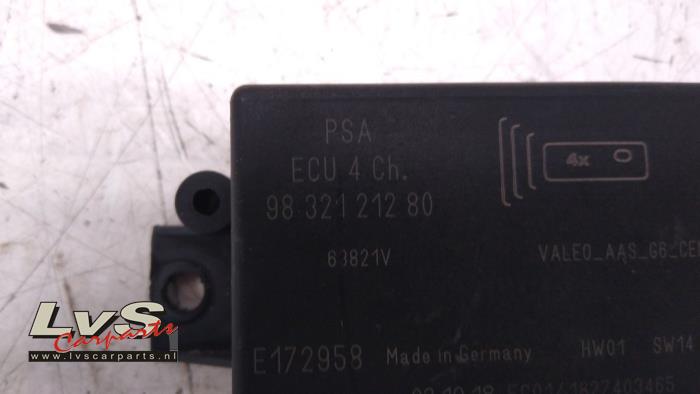 PSA
ECU 4 Ch.
98 321 212 80
4x
63821V
VALEO_AAS_G6_CE
E172958 Made in Germany HW01 SW14
LvS
Carparts
www.lvscarparts.nl